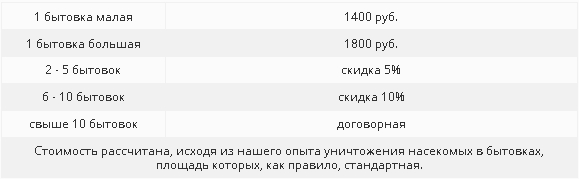 1 бытовка малая 1400 руб.
1 бытовка большая 1800 руб.
2 - 5 бытовок скидка 5%
6 - 10 бытовок скидка 10%
свыше 10 бытовок договорная
Стоимость рассчитана, исходя из нашего опыта уничтожения насекомых в бытовках,
площадь которых, как правило, стандартная.